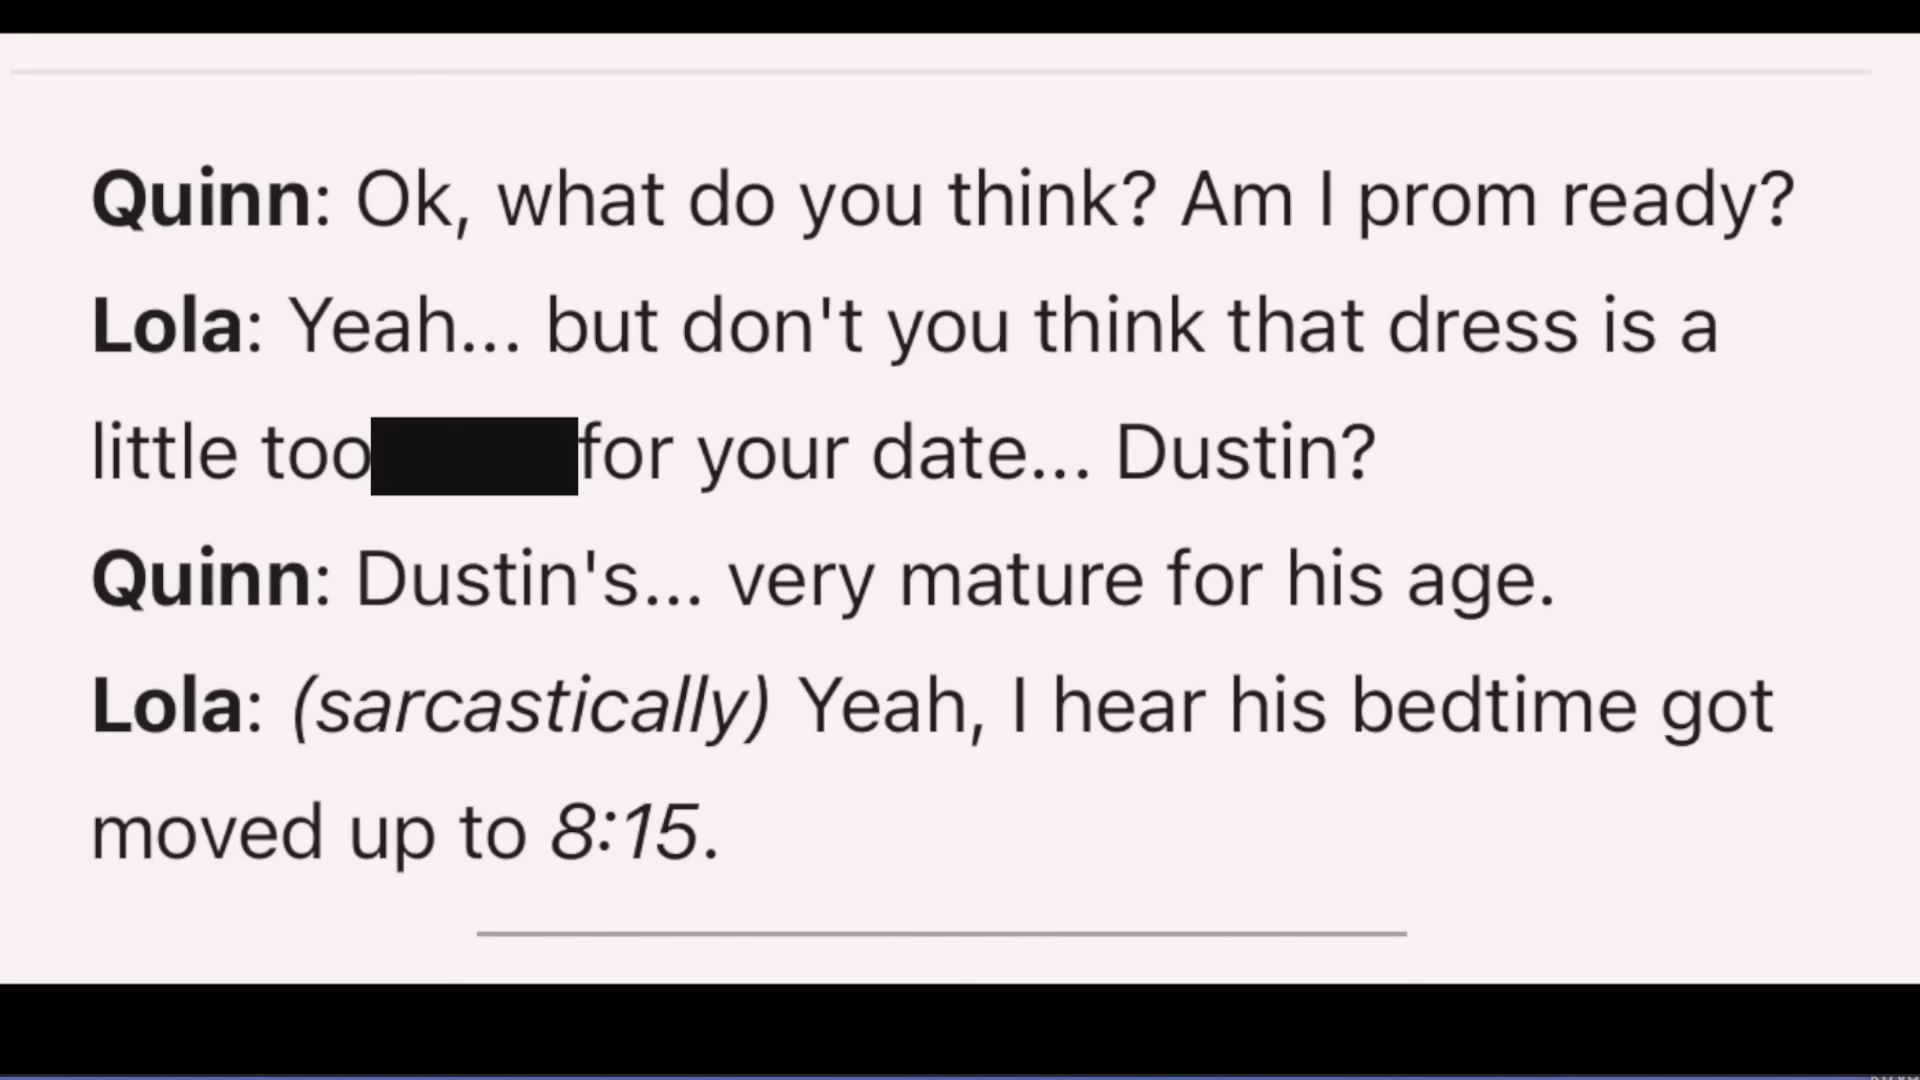 Quinn: Ok, what do you think? Am I prom ready?
Lola: Yeah... but don't you think that dress is a
little too for your date... Dustin?
Quinn: Dustin's... very mature for his age.
Lola: (sarcastically) Yeah, I hear his bedtime got
moved up to 8:15.